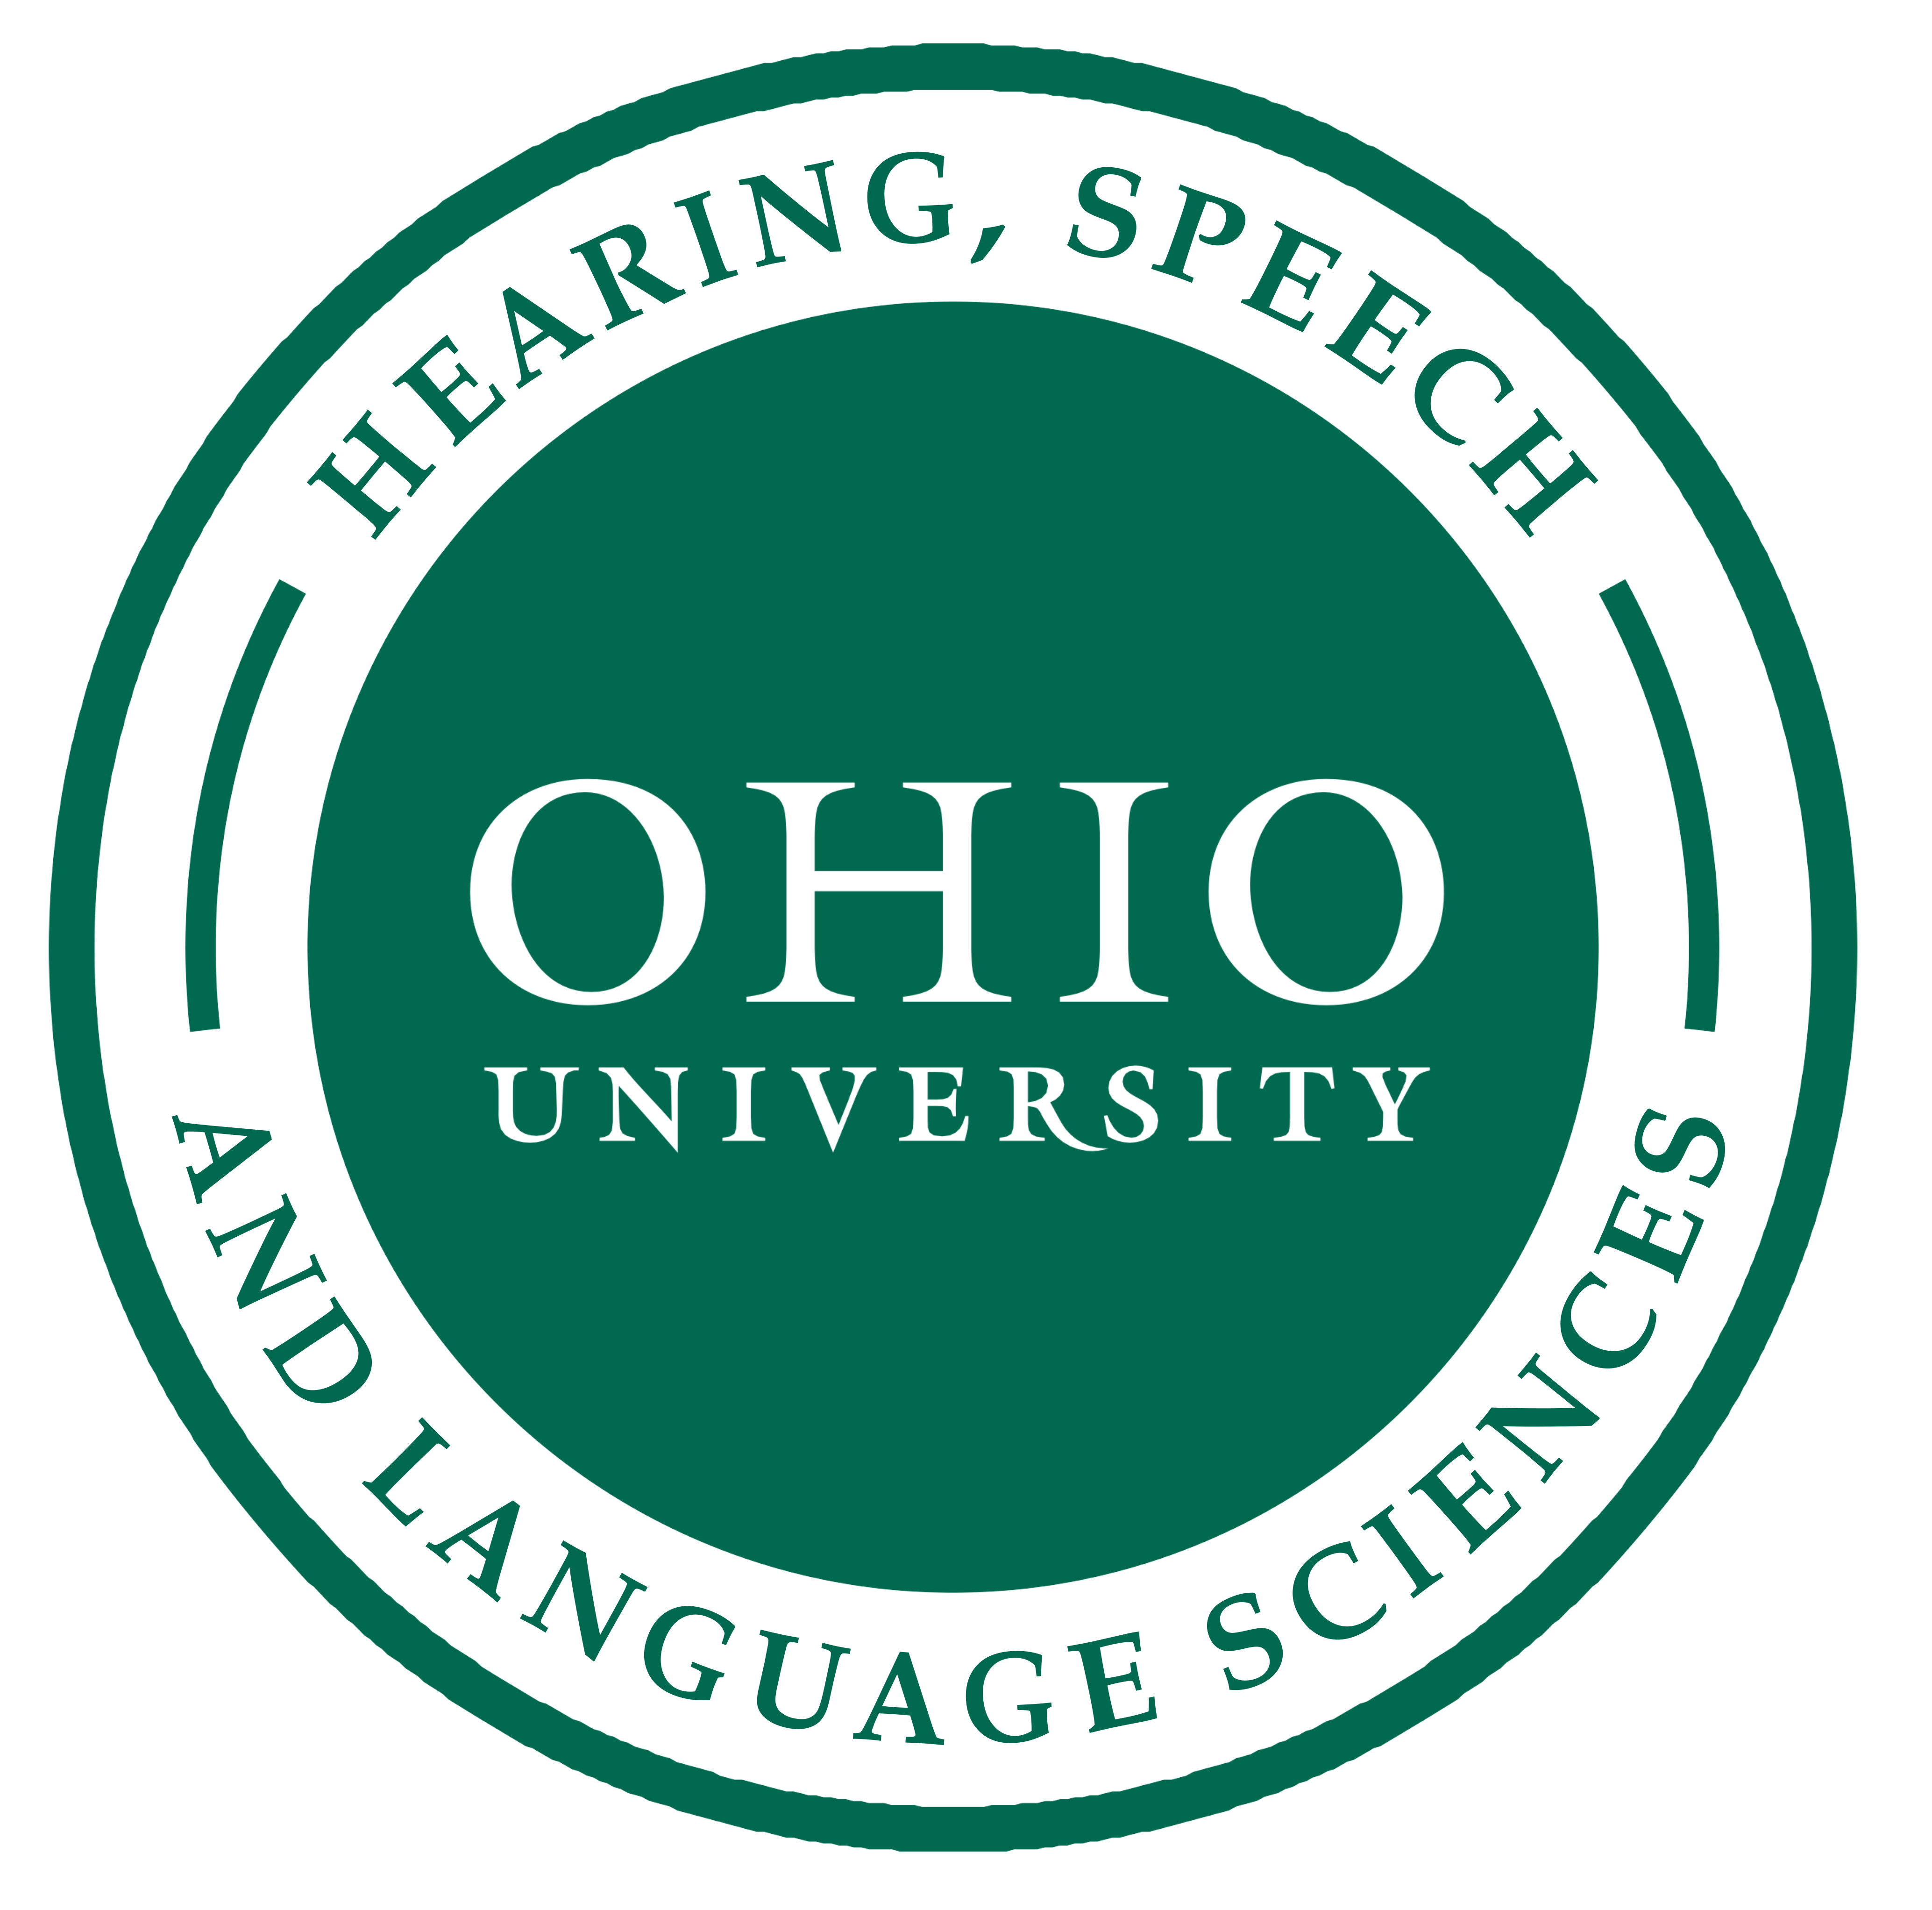 HEARING, SPEECH
OHIO
UNIVERSITY
AND LANGUAGE SCIENCES